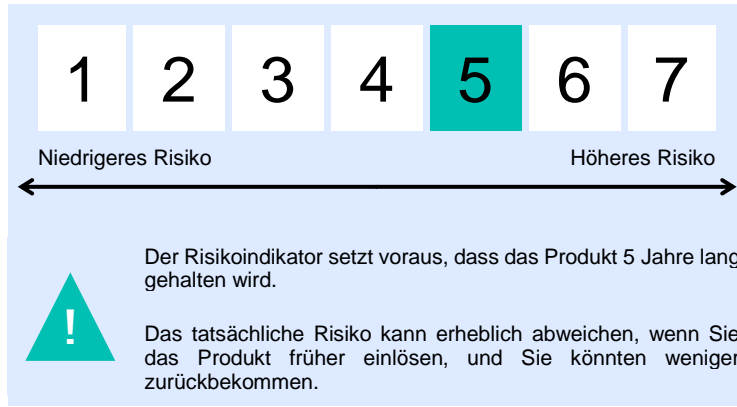 1 2 3 4 5 6 7
Niedrigeres Risiko Höheres Risiko
Der Risikoindikator setzt voraus, dass das Produkt 5 Jahre lang
gehalten wird.
!
Das tatsächliche Risiko kann erheblich abweichen, wenn Sie
das Produkt früher einlösen, und Sie könnten weniger
zurückbekommen.